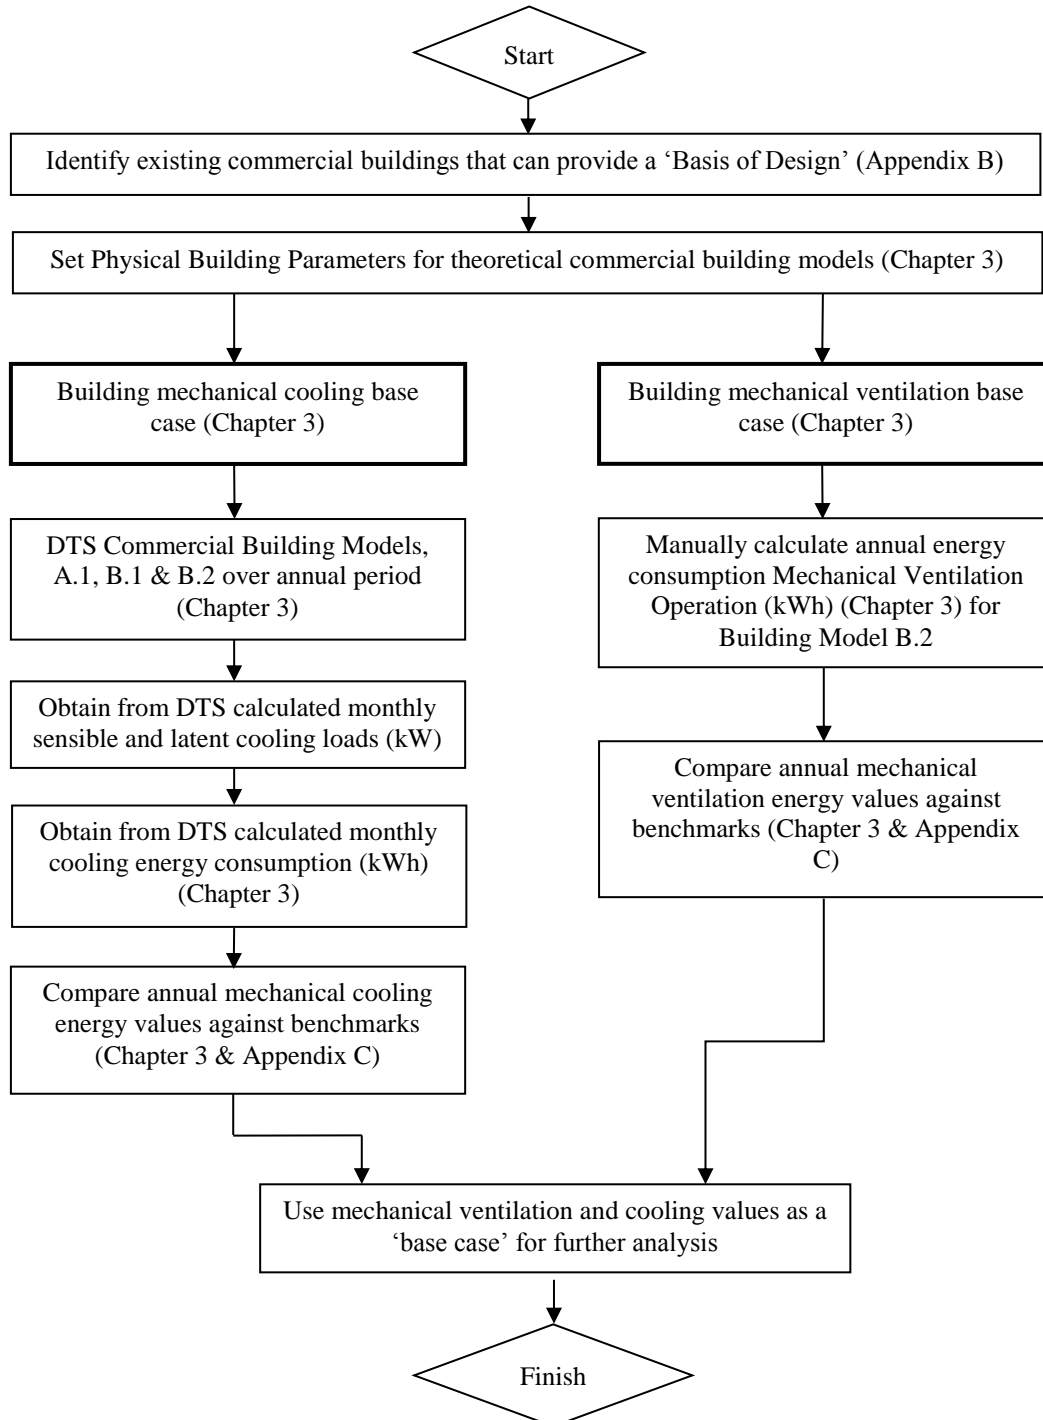 Start
Identify existing commercial buildings that can provide a ‘Basis of Design’ (Appendix B)
Set Physical Building Parameters for theoretical commercial building models (Chapter 3)
Building mechanical cooling base
case (Chapter 3)
Building mechanical ventilation base
case (Chapter 3)
DTS Commercial Building Models,
A.1, B.1 & B.2 over annual period
(Chapter 3)
Manually calculate annual energy
consumption Mechanical Ventilation
Operation (kWh) (Chapter 3) for
Building Model B.2
Obtain from DTS calculated monthly
sensible and latent cooling loads (kW)
Compare annual mechanical
ventilation energy values against
benchmarks (Chapter 3 & Appendix
C)
Obtain from DTS calculated monthly
cooling energy consumption (kWh)
(Chapter 3)
Compare annual mechanical cooling
energy values against benchmarks
(Chapter 3 & Appendix C)
Use mechanical ventilation and cooling values as a
‘base case’ for further analysis
Finish